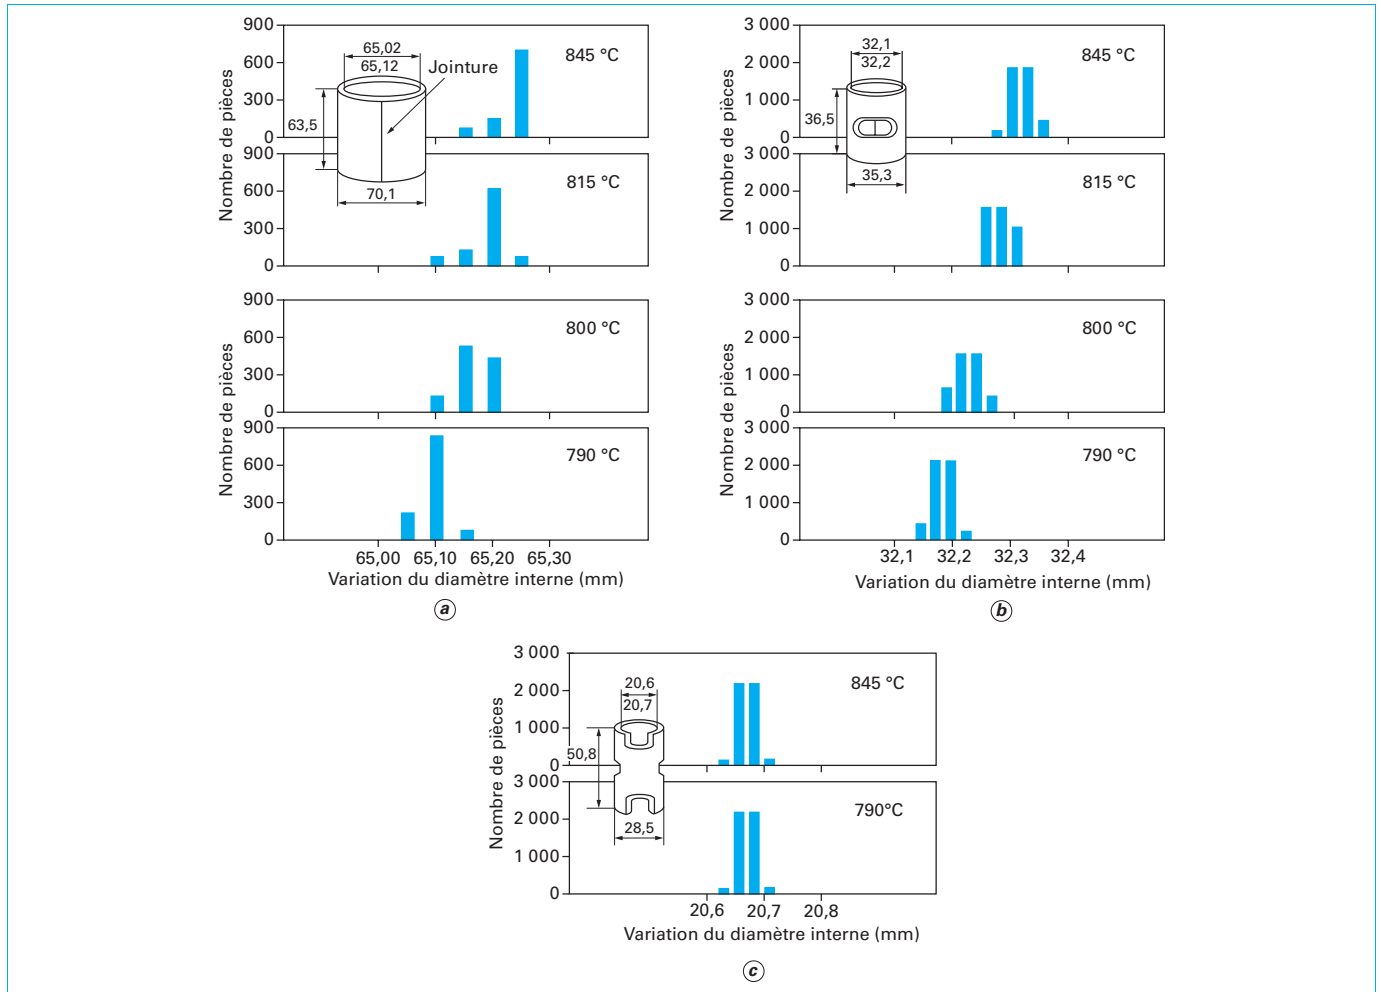 Nombre de pièces
900
600
300
0
65,02
65,12
Jointure
63,5
70,1
845 °C
900
600
300
0
815 °C
Nombre de pièces
900
600
300
0
800 °C
900
600
300
0
790 °C
65,00 65,10 65,20 65,30
Variation du diamètre interne (mm)
a
Nombre de pièces
3 000
2 000
1 000
0
32,1
32,2
36,5
35,3
845 °C
3 000
2 000
1 000
0
815 °C
Nombre de pièces
3 000
2 000
1 000
0
800 °C
3 000
2 000
1 000
0
790 °C
32,1 32,2 32,3 32,4
Variation du diamètre interne (mm)
b
Nombre de pièces
3 000
2 000
1 000
0
20,6
20,7
50,8
28,5
845 °C
3 000
2 000
1 000
0
790°C
20,6 20,7 20,8
Variation du diamètre interne (mm)
c